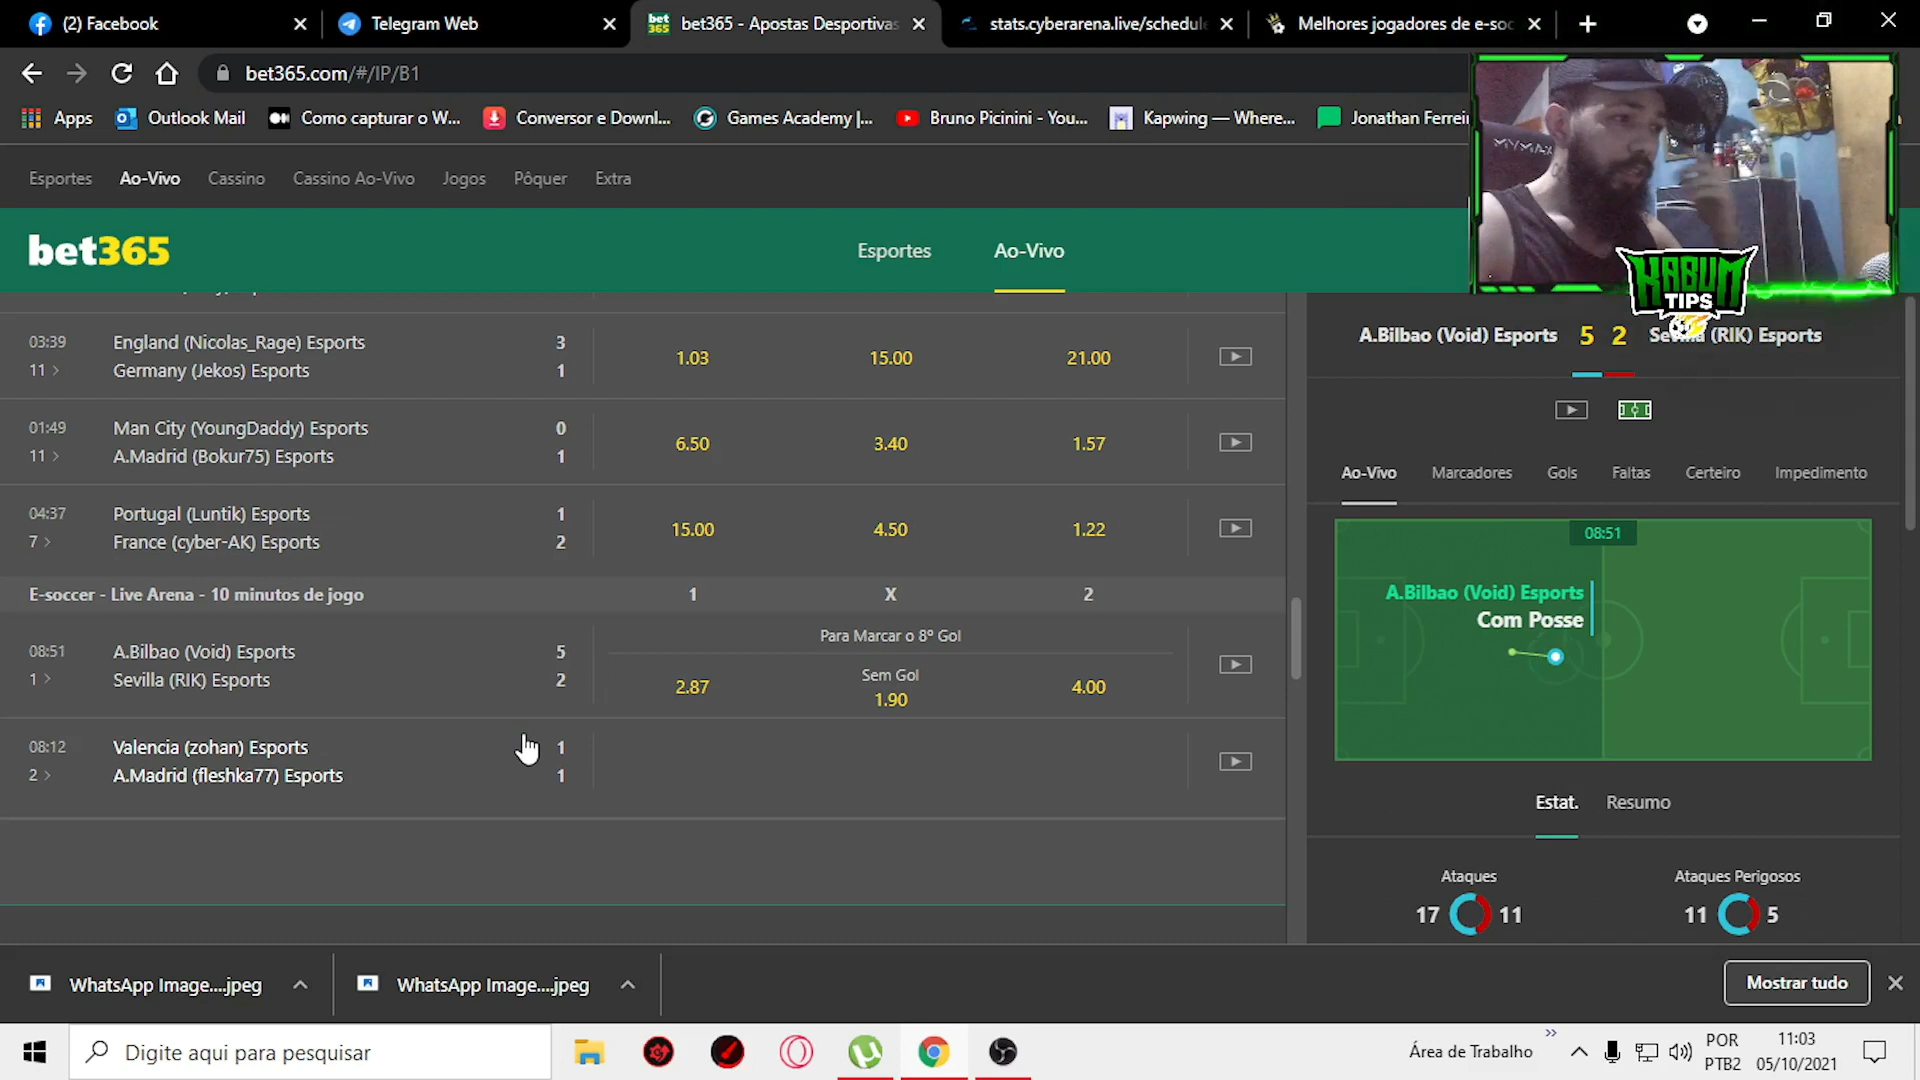 (2) Facebook
Telegram Web
bet365 - Apostas Desportivas
stats.cyberarena.live/schedul
Melhores jogadores de e-soc
bet365.com/#/IP/B1
Apps
Outlook Mail
Como capturar o W...
Conversor e Downl...
Games Academy |...
Bruno Picinini - You...
Kapwing — Where...
Jonathan Ferrei
MYMAX
Esportes
Ao-Vivo
Cassino
Cassino Ao-Vivo
Jogos
Pôquer
Extra
bet365
Esportes
Ao-Vivo
KABUM
TIPS
03:39 England (Nicolas_Rage) Esports 3
11 > Germany (Jekos) Esports 1
1.03 15.00 21.00
01:49 Man City (YoungDaddy) Esports 0
11 > A.Madrid (Bokur75) Esports 1
6.50 3.40 1.57
04:37 Portugal (Luntik) Esports 1
7 > France (cyber-AK) Esports 2
15.00 4.50 1.22
E-soccer - Live Arena - 10 minutos de jogo 1 X 2
08:51 A.Bilbao (Void) Esports 5
1 > Sevilla (RIK) Esports 2
Para Marcar o 8º Gol
Sem Gol
2.87 1.90 4.00
08:12 Valencia (zohan) Esports 1
2 > A.Madrid (fleshka77) Esports 1
A.Bilbao (Void) Esports 5 2 Sevilla (RIK) Esports
Ao-Vivo Marcadores Gols Faltas Certeiro Impedimento
08:51
A.Bilbao (Void) Esports
Com Posse
Estat. Resumo
Ataques Ataques Perigosos
17 11 11 5
WhatsApp Image....jpeg
WhatsApp Image....jpeg
Mostrar tudo
Digite aqui para pesquisar
Área de Trabalho
POR
PTB2
11:03
05/10/2021